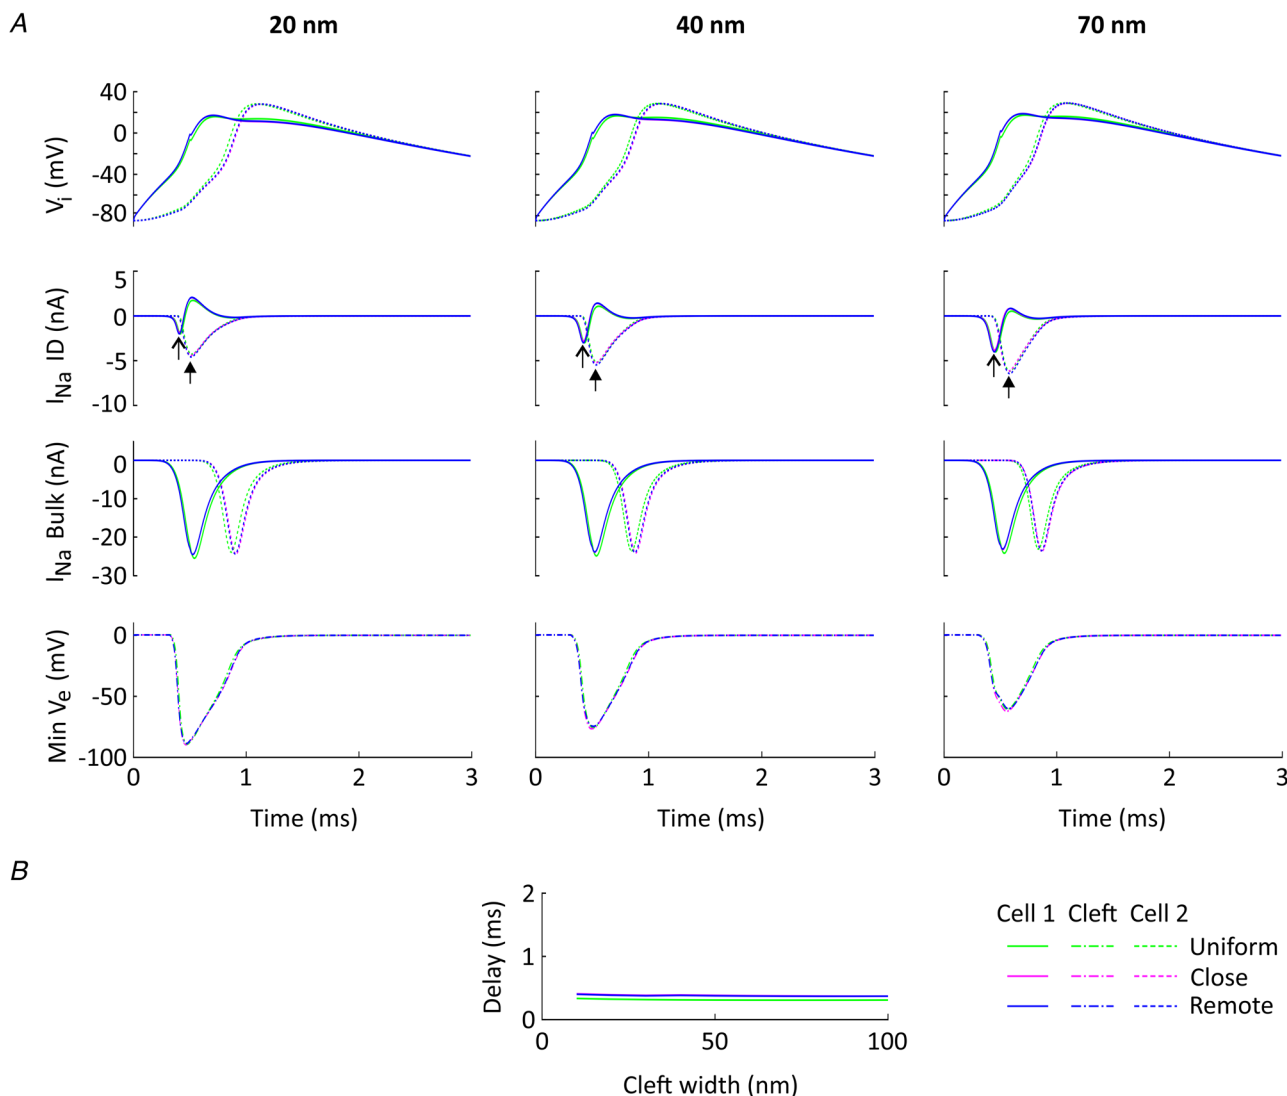 A
20 nm
40 nm
70 nm
Vi (mV)
40
0
-40
-80
INa ID (nA)
5
0
-5
-10
INa Bulk (nA)
0
-10
-20
-30
Min Ve (mV)
0
-50
-100
0 1 2 3
0 1 2 3
0 1 2 3
Time (ms)
Time (ms)
Time (ms)
B
Delay (ms)
2
1
0
0 50 100
Cleft width (nm)
Cell 1 Cleft Cell 2
Uniform
Close
Remote